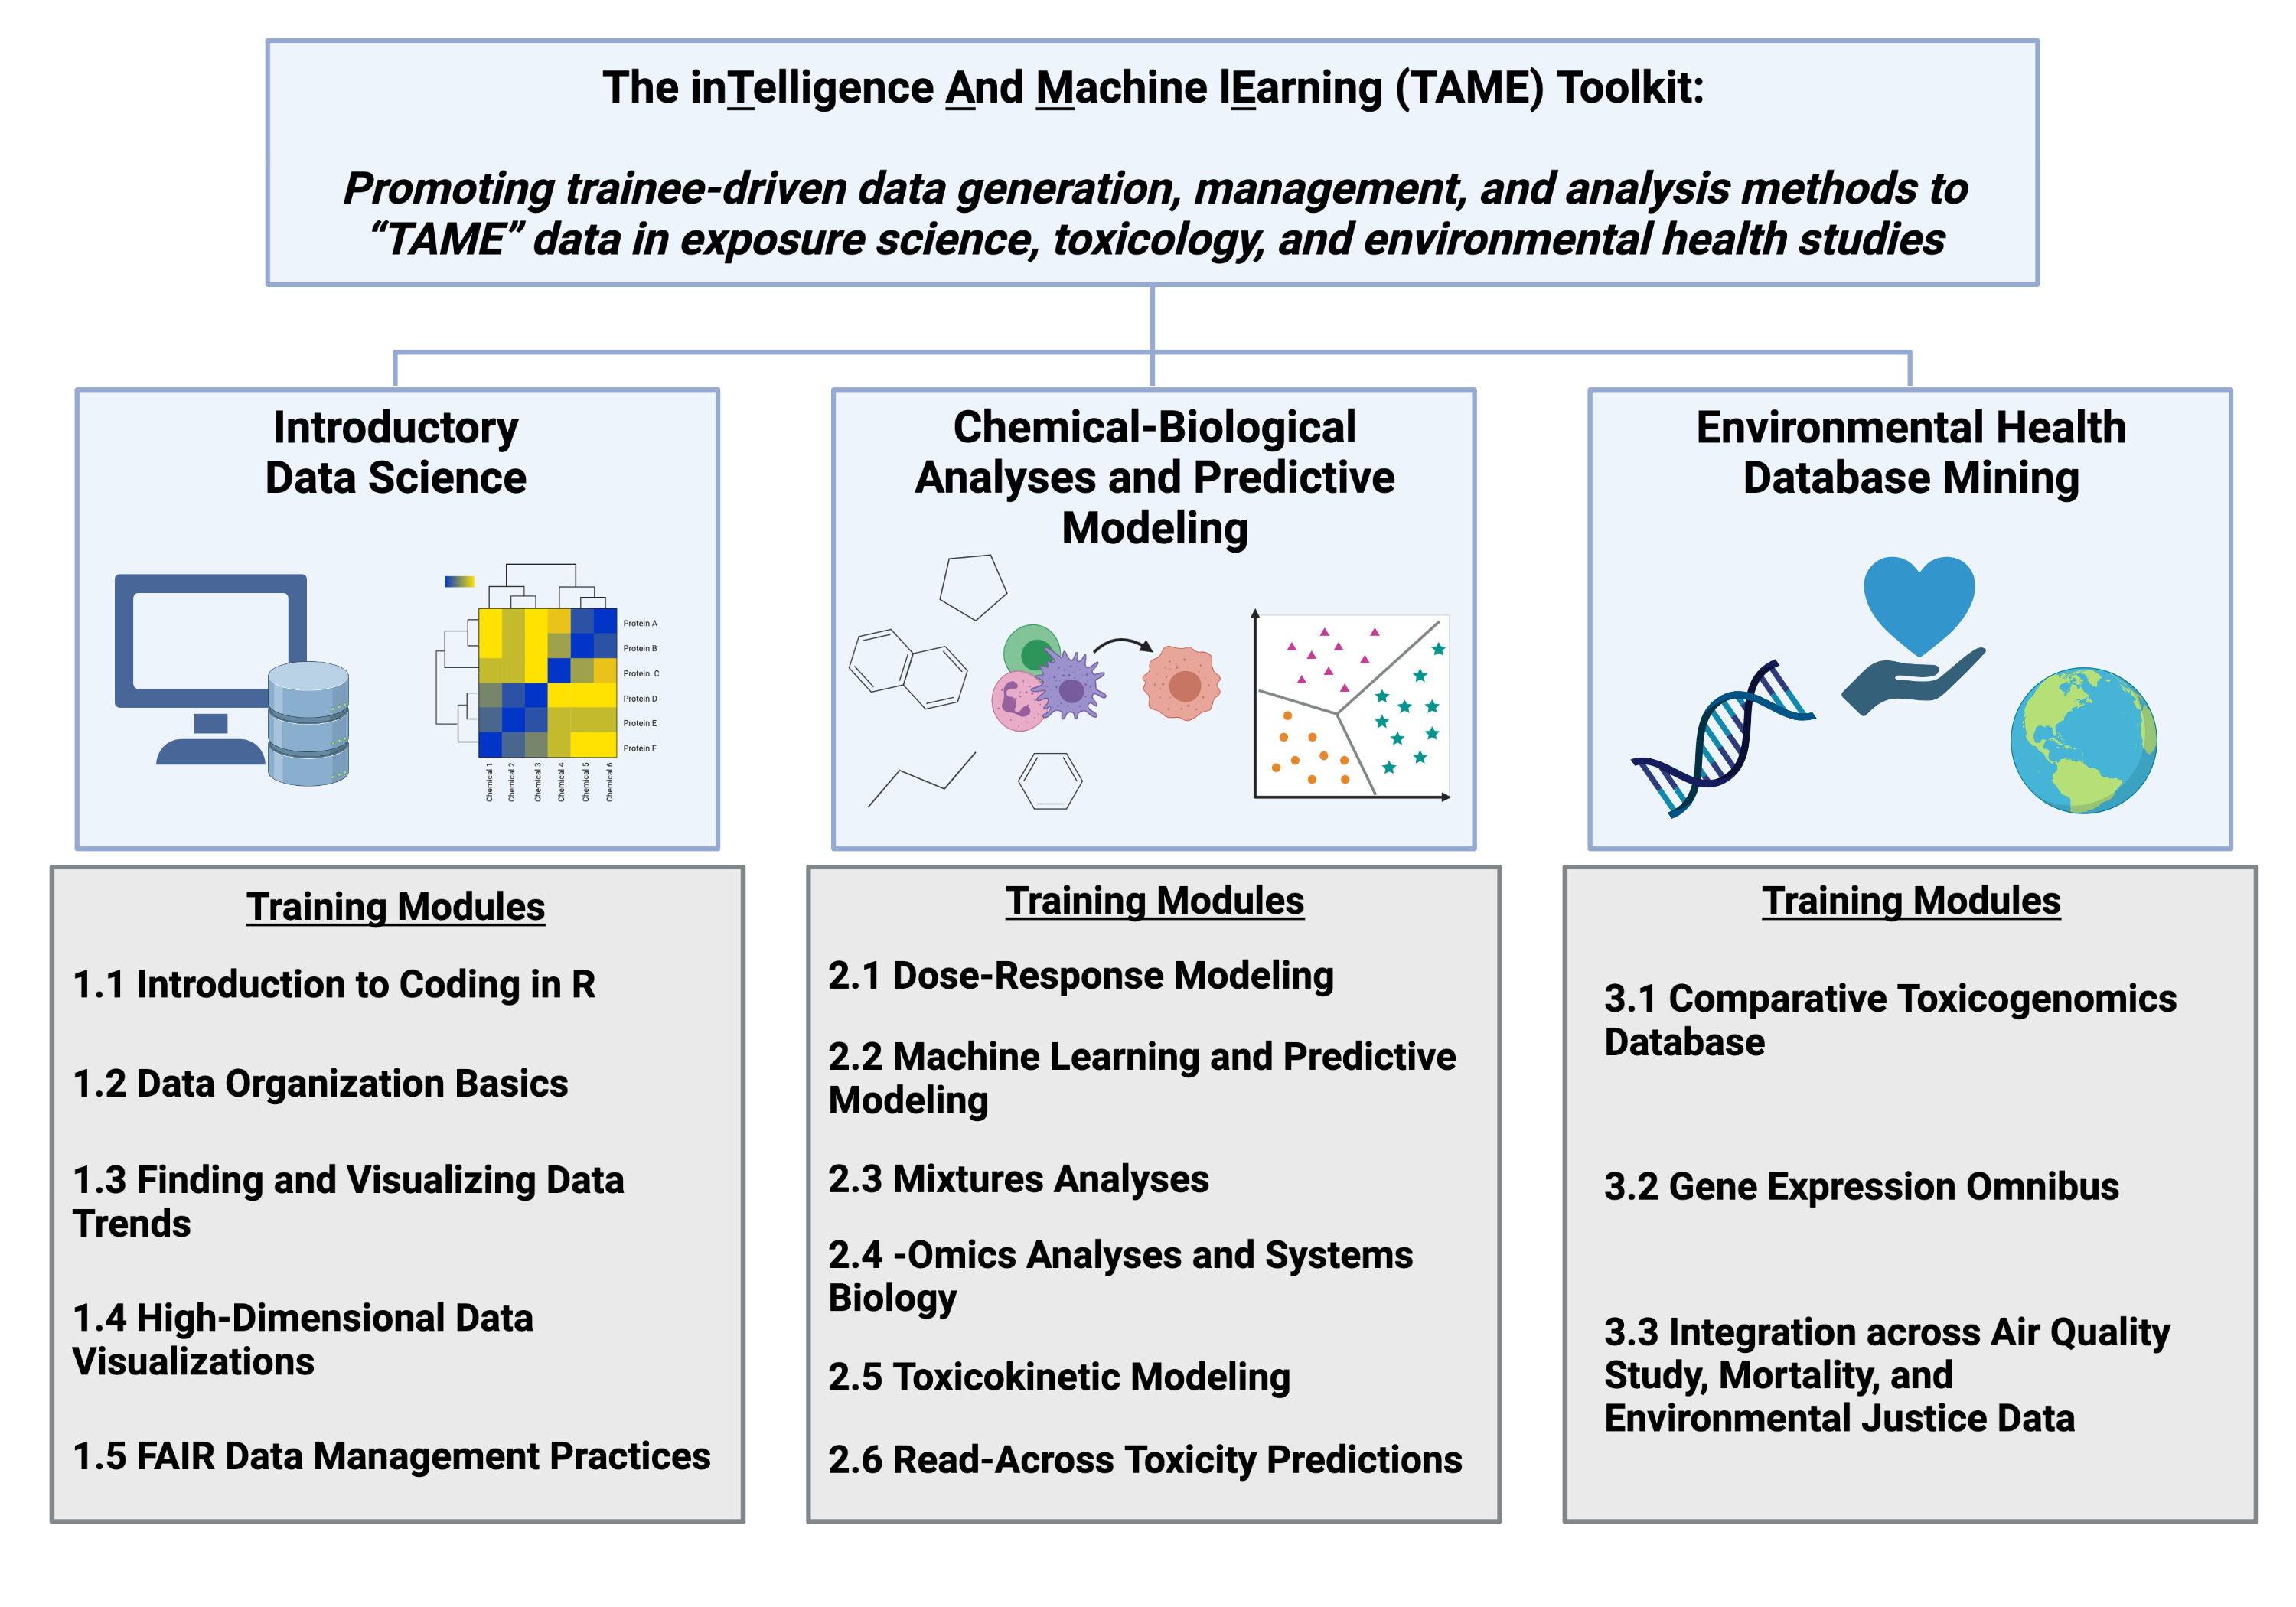 The inTelligence And Machine lEarning (TAME) Toolkit:
Promoting trainee-driven data generation, management, and analysis methods to
“TAME” data in exposure science, toxicology, and environmental health studies
Introductory
Data Science
Protein A
Protein B
Protein C
Protein D
Protein E
Protein F
Chemical 1
Chemical 2
Chemical 3
Chemical 4
Chemical 5
Chemical 6
Training Modules
1.1 Introduction to Coding in R
1.2 Data Organization Basics
1.3 Finding and Visualizing Data
Trends
1.4 High-Dimensional Data
Visualizations
1.5 FAIR Data Management Practices
Chemical-Biological
Analyses and Predictive
Modeling
Training Modules
2.1 Dose-Response Modeling
2.2 Machine Learning and Predictive
Modeling
2.3 Mixtures Analyses
2.4 -Omics Analyses and Systems
Biology
2.5 Toxicokinetic Modeling
2.6 Read-Across Toxicity Predictions
Environmental Health
Database Mining
Training Modules
3.1 Comparative Toxicogenomics
Database
3.2 Gene Expression Omnibus
3.3 Integration across Air Quality
Study, Mortality, and
Environmental Justice Data